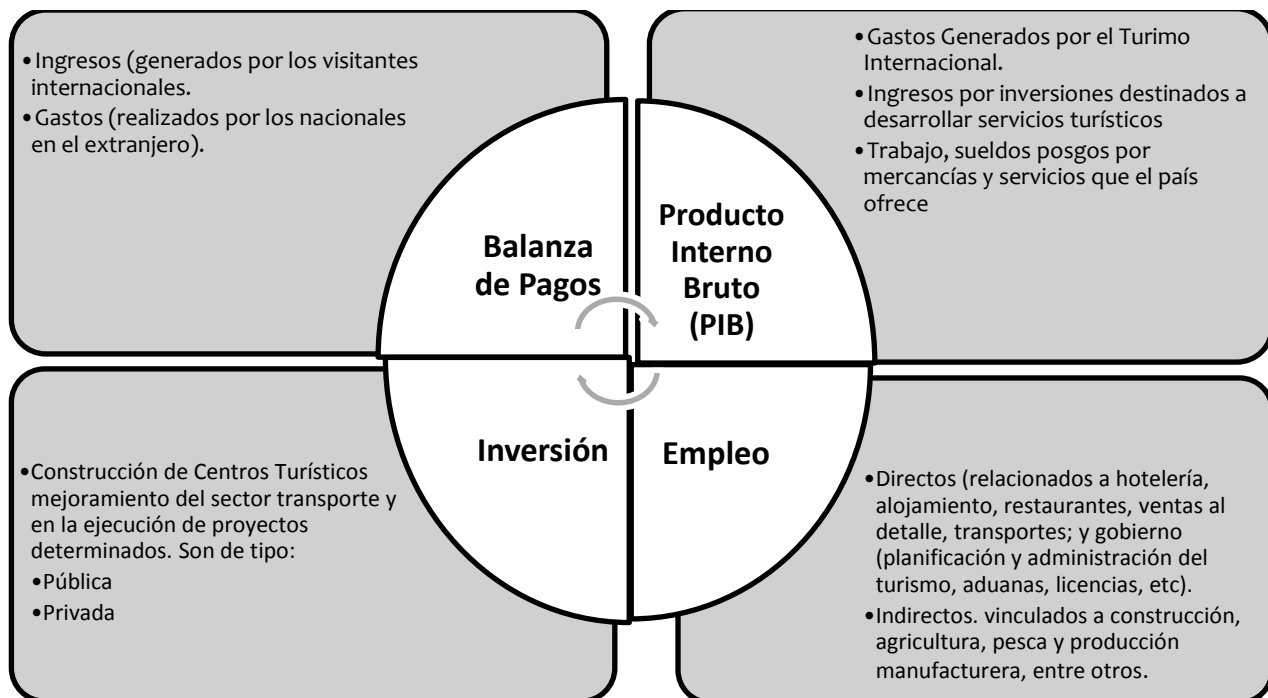 •Ingresos (generados por los visitantes
internacionales.
•Gastos (realizados por los nacionales
en el extranjero).
•Gastos Generados por el Turimo
Internacional.
•Ingresos por inversiones destinados a
desarrollar servicios turísticos
•Trabajo, sueldos posgos por
mercancías y servicios que el país
ofrece
Balanza
de Pagos
Producto
Interno
Bruto
(PIB)
Inversión
Empleo
•Construcción de Centros Turísticos
mejoramiento del sector transporte y
en la ejecución de proyectos
determinados. Son de tipo:
•Pública
•Privada
•Directos (relacionados a hotelería,
alojamiento, restaurantes, ventas al
detalle, transportes; y gobierno
(planificación y administración del
turismo, aduanas, licencias, etc).
•Indirectos. vinculados a construcción,
agricultura, pesca y producción
manufacturera, entre otros.